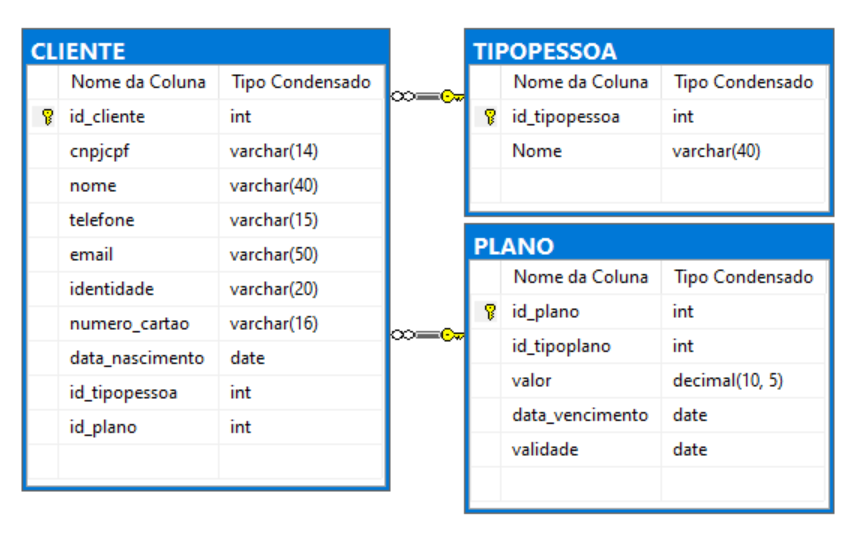 CLIENTE
Nome da Coluna Tipo Condensado
id_cliente int
cnpjcpf varchar(14)
nome varchar(40)
telefone varchar(15)
email varchar(50)
identidade varchar(20)
numero_cartao varchar(16)
data_nascimento date
id_tipopessoa int
id_plano int
TIPOPESSOA
Nome da Coluna Tipo Condensado
id_tipopessoa int
Nome varchar(40)
PLANO
Nome da Coluna Tipo Condensado
id_plano int
id_tipoplano int
valor decimal(10, 5)
data_vencimento date
validade date